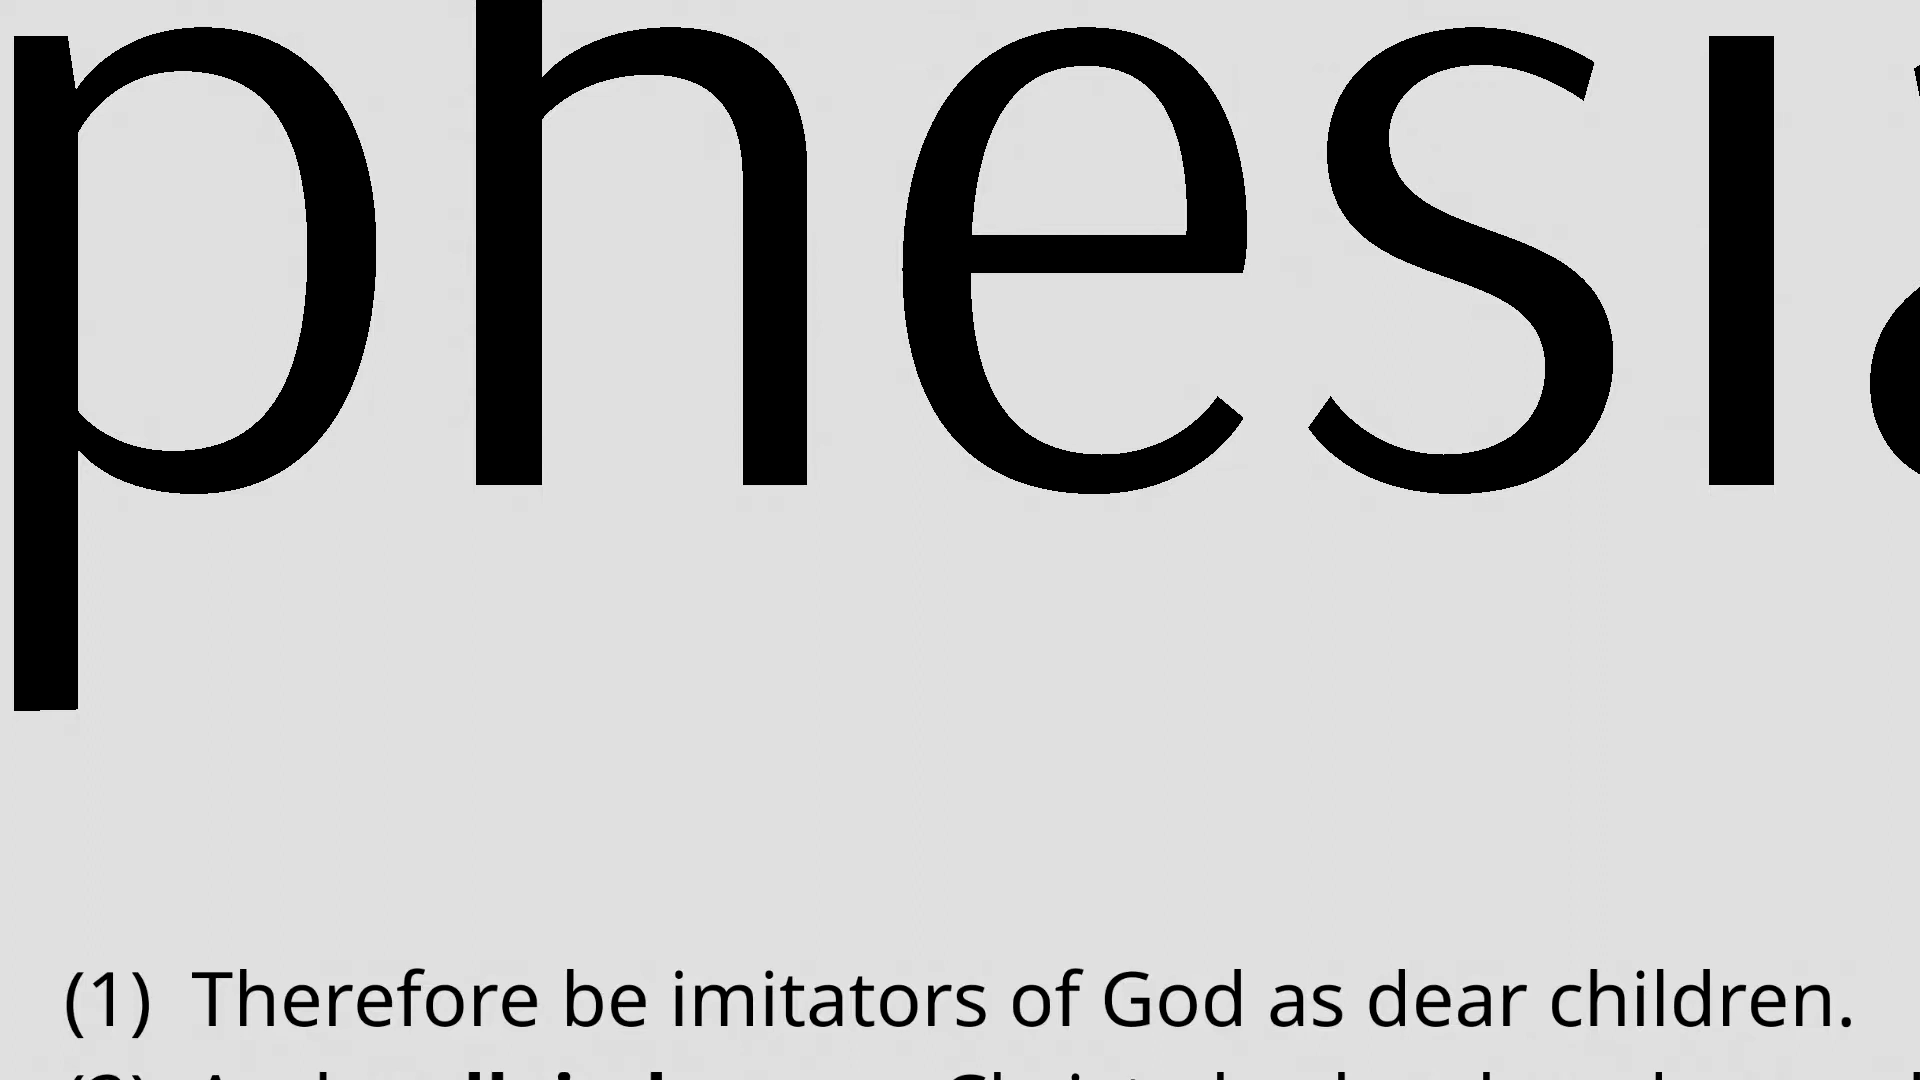 phesia
(1) Therefore be imitators of God as dear children.